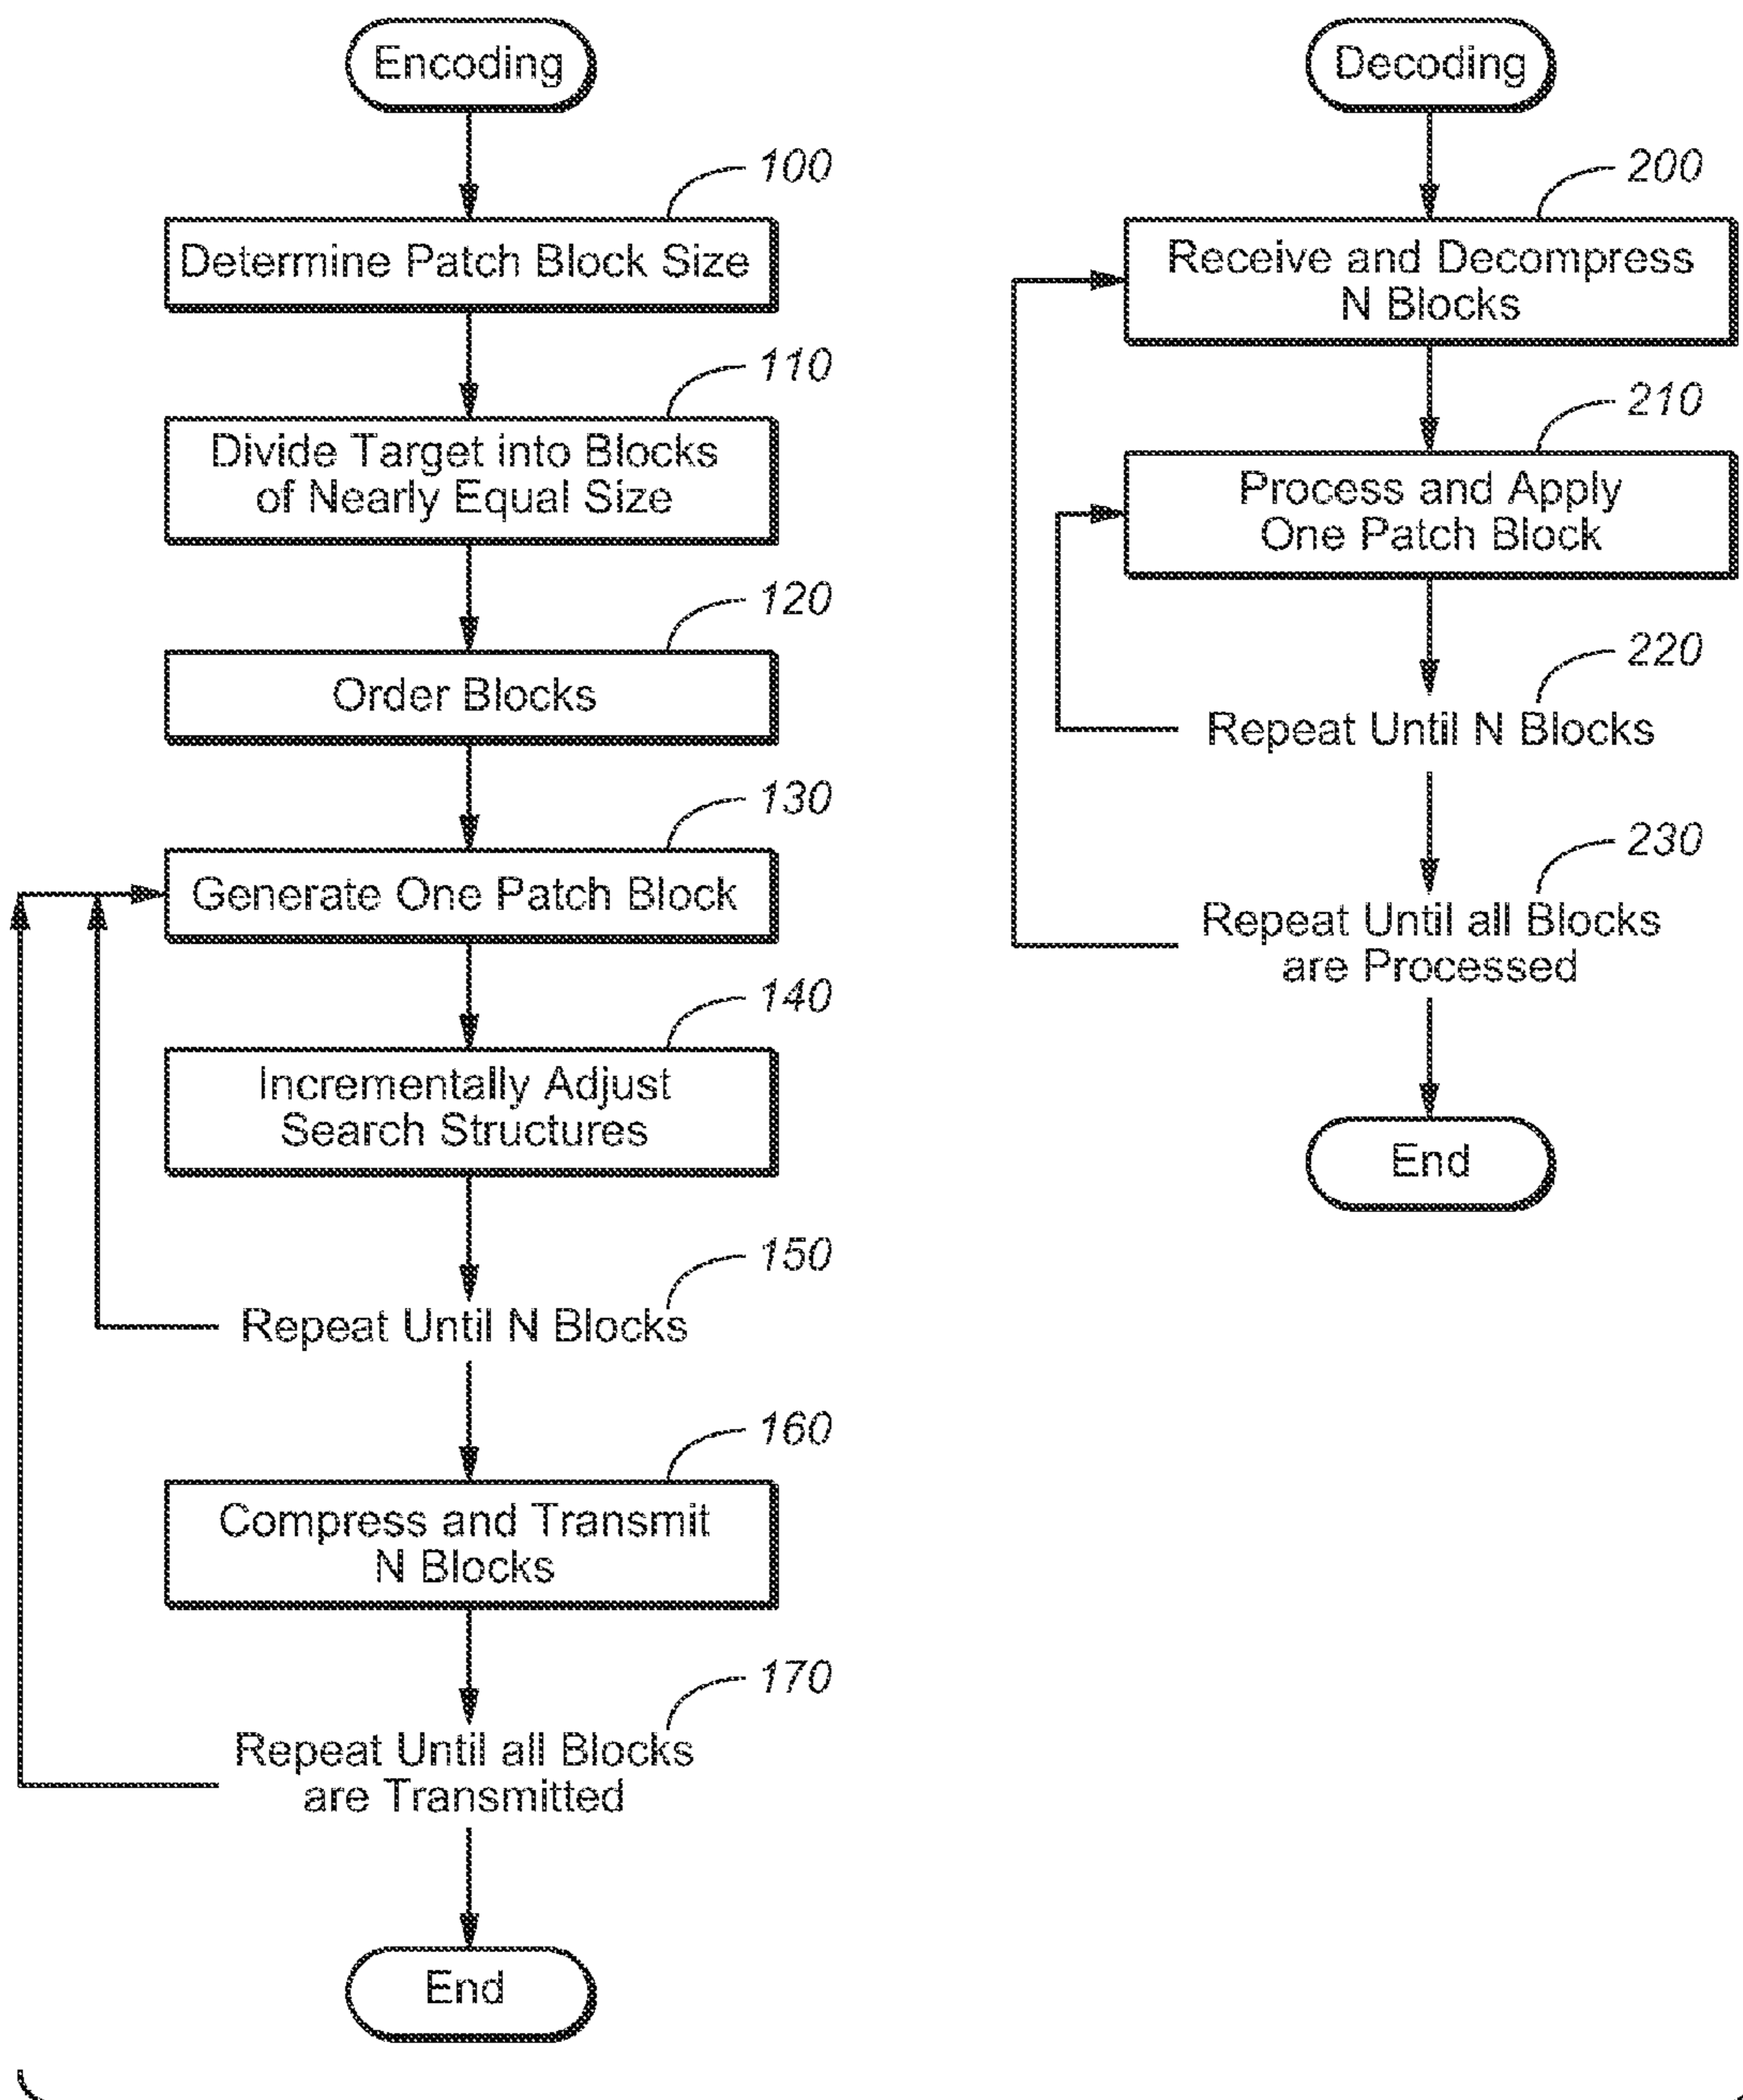 Encoding
100
Determine Patch Block Size
110
Divide Target into Blocks
of Nearly Equal Size
120
Order Blocks
130
Generate One Patch Block
140
Incrementally Adjust
Search Structures
150
Repeat Until N Blocks
160
Compress and Transmit
N Blocks
170
Repeat Until all Blocks
are Transmitted
End
Decoding
200
Receive and Decompress
N Blocks
210
Process and Apply
One Patch Block
220
Repeat Until N Blocks
230
Repeat Until all Blocks
are Processed
End